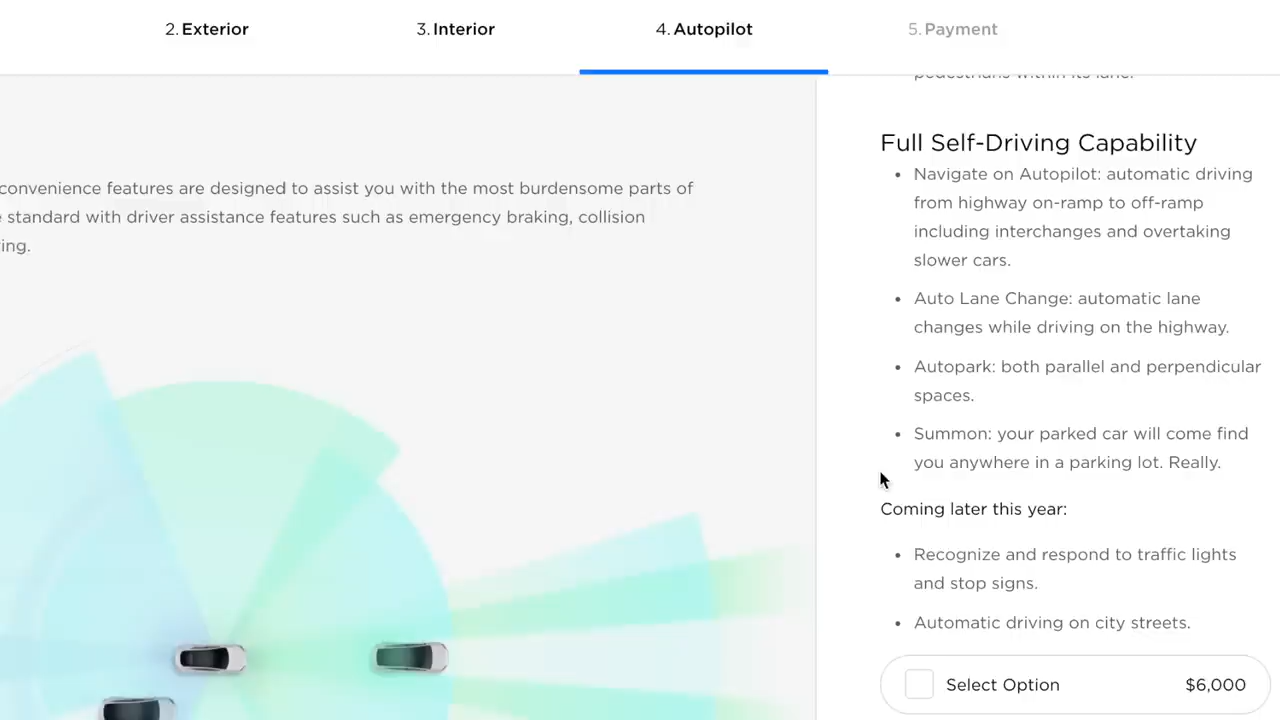 2. Exterior
3. Interior
4. Autopilot
5. Payment
convenience features are designed to assist you with the most burdensome parts of
standard with driver assistance features such as emergency braking, collision
ing.
pedestrians within its lane.
Full Self-Driving Capability
• Navigate on Autopilot: automatic driving
from highway on-ramp to off-ramp
including interchanges and overtaking
slower cars.
• Auto Lane Change: automatic lane
changes while driving on the highway.
• Autopark: both parallel and perpendicular
spaces.
• Summon: your parked car will come find
you anywhere in a parking lot. Really.
Coming later this year:
• Recognize and respond to traffic lights
and stop signs.
• Automatic driving on city streets.
Select Option $6,000